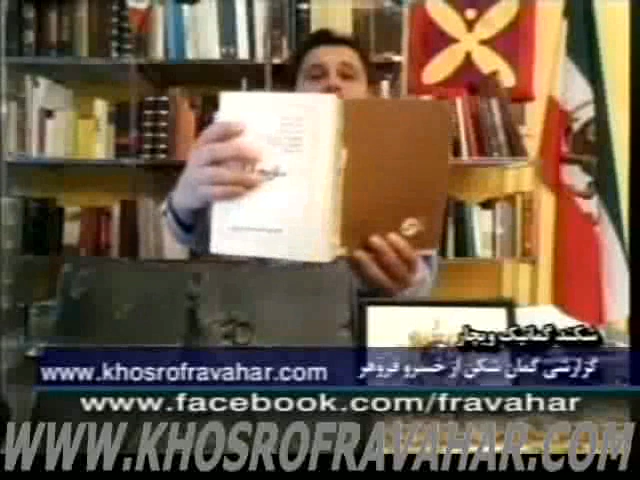 شکند گمانیک ویچار
گزارشی گمان شکن از خسرو فروهر
www.khosrofravahar.com
www.facebook.com/fravahar
WWW.KHOSROFRAVAHAR.COM